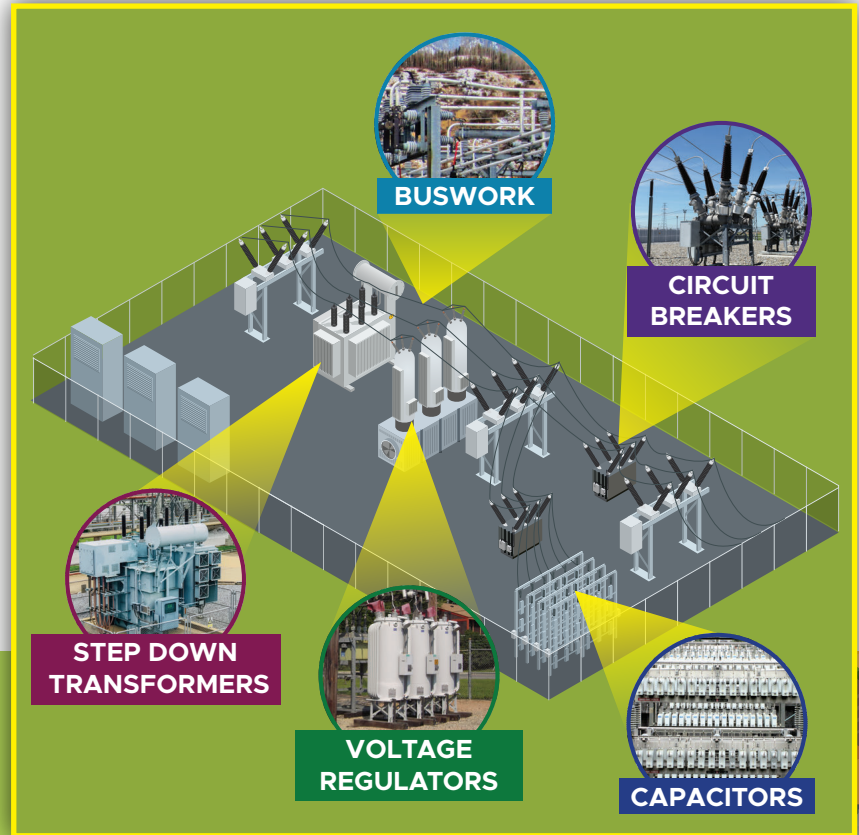 BUSWORK
CIRCUIT
BREAKERS
STEP DOWN
TRANSFORMERS
VOLTAGE
REGULATORS
CAPACITORS